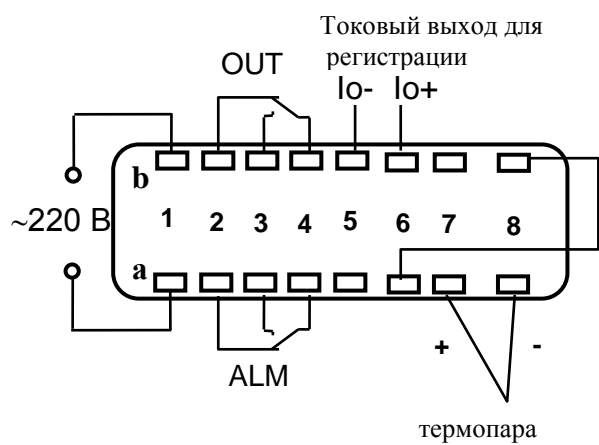 Токовый выход для
регистрации
OUT
Io- Io+
b
~220 В 1 2 3 4 5 6 7 8
a
+ -
ALM
термопара